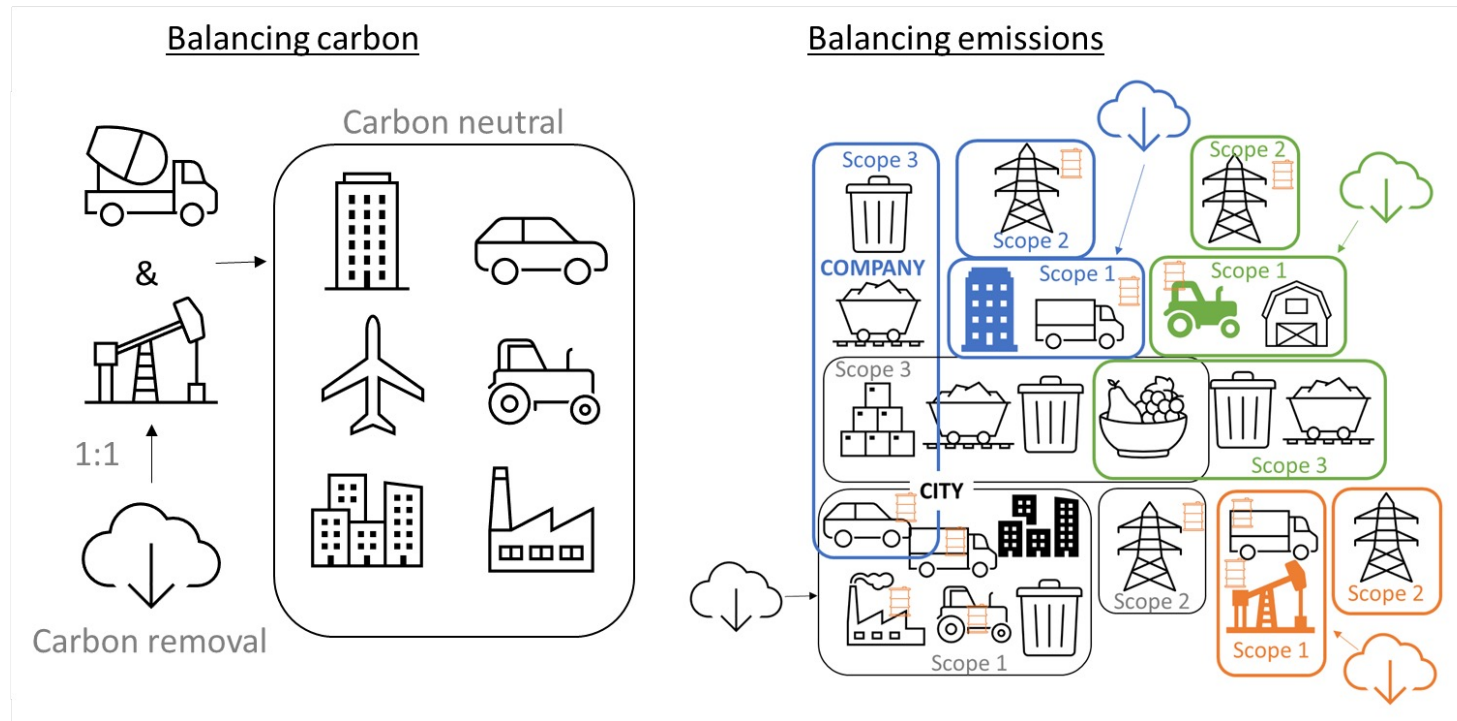 Balancing carbon
Carbon neutral
&
1:1
Carbon removal
Balancing emissions
Scope 3
COMPANY
Scope 2
Scope 1
Scope 2
Scope 1
Scope 3
Scope 3
CITY
Scope 1
Scope 2
Scope 1
Scope 2